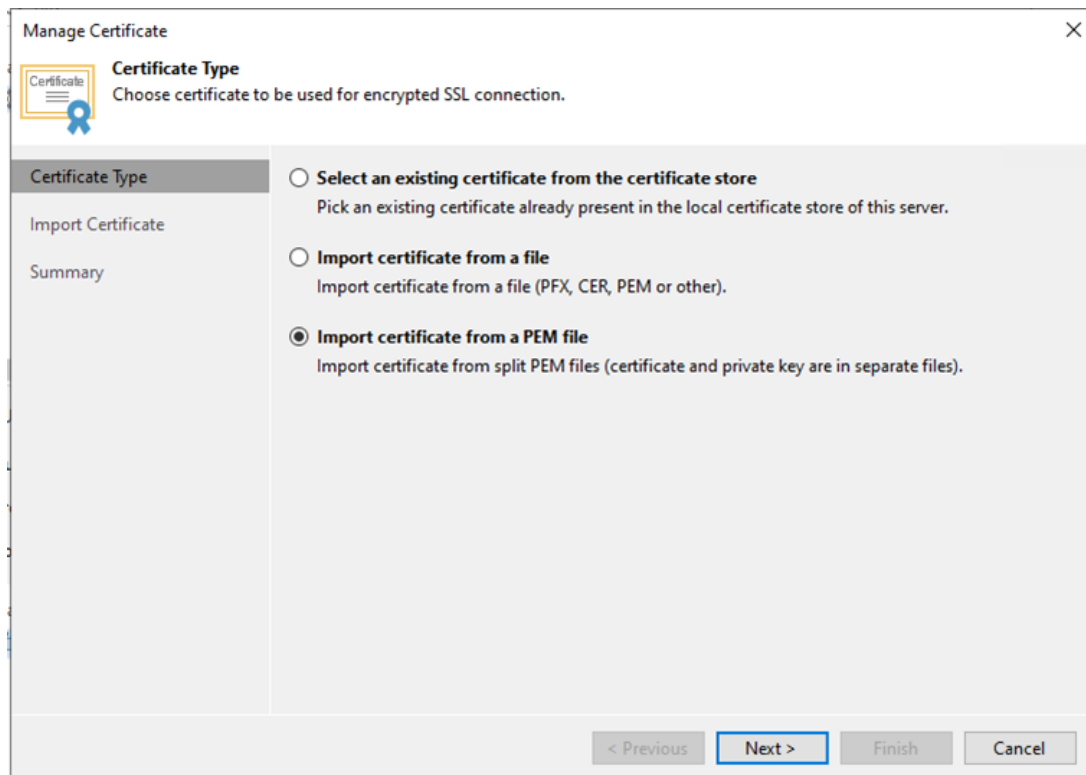 Manage Certificate
Certificate Type
Choose certificate to be used for encrypted SSL connection.
Certificate
Certificate Type
Import Certificate
Summary
Select an existing certificate from the certificate store
Pick an existing certificate already present in the local certificate store of this server.
Import certificate from a file
Import certificate from a file (PFX, CER, PEM or other).
Import certificate from a PEM file
Import certificate from split PEM files (certificate and private key are in separate files).
< Previous
Next >
Finish
Cancel